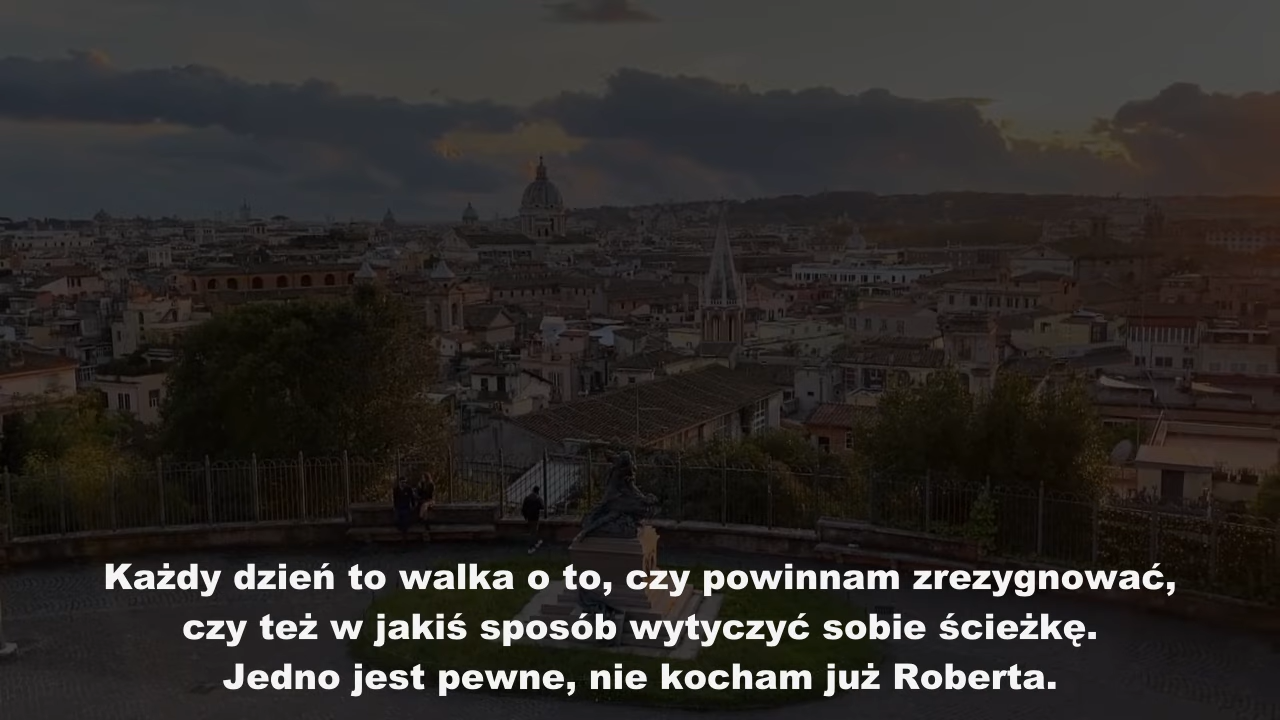 Każdy dzień to walka o to, czy powinnam zrezygnować,
czy też w jakiś sposób wytyczyć sobie ścieżkę.
Jedno jest pewne, nie kocham już Roberta.